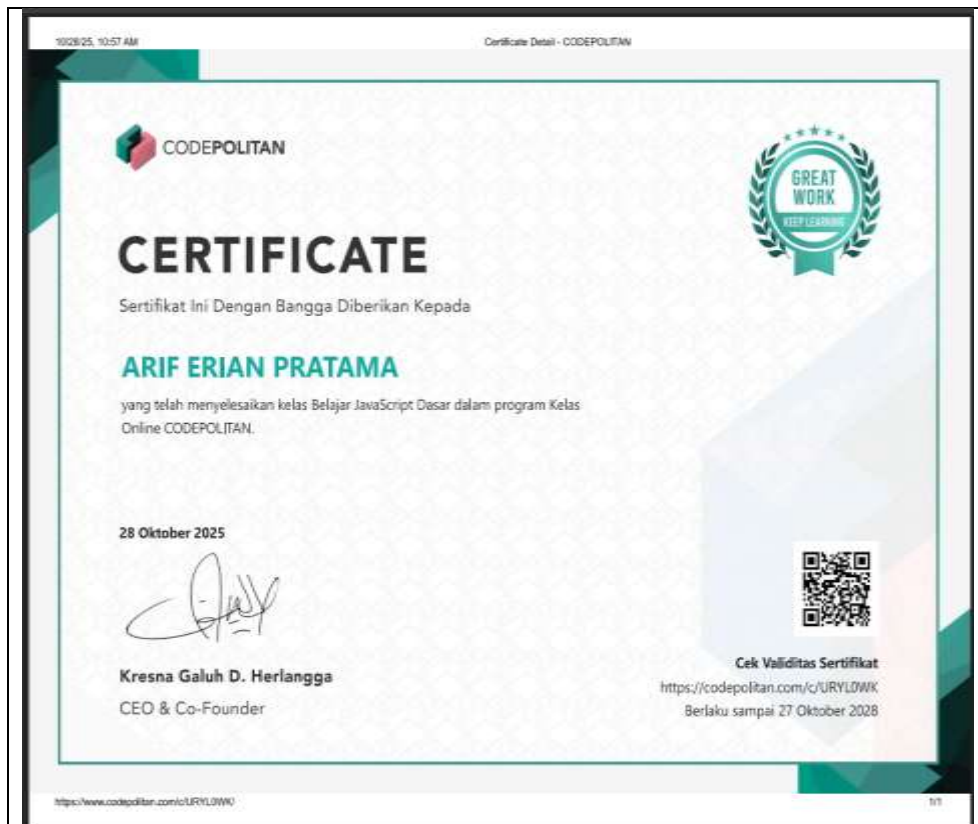 10/28/25, 10:57 AM
Certificate Detail - CODEPOLITAN
CODEPOLITAN
GREAT
WORK
KEEP LEARNING
CERTIFICATE
Sertifikat Ini Dengan Bangga Diberikan Kepada
ARIF ERIAN PRATAMA
yang telah menyelesaikan kelas Belajar JavaScript Dasar dalam program Kelas
Online CODEPOLITAN.
28 Oktober 2025
Kresna Galuh D. Herlangga
CEO & Co-Founder
Cek Validitas Sertifikat
https://codepolitan.com/c/URYL0WK
Berlaku sampai 27 Oktober 2028
https://www.codepolitan.com/c/URYL0WK/
1/1